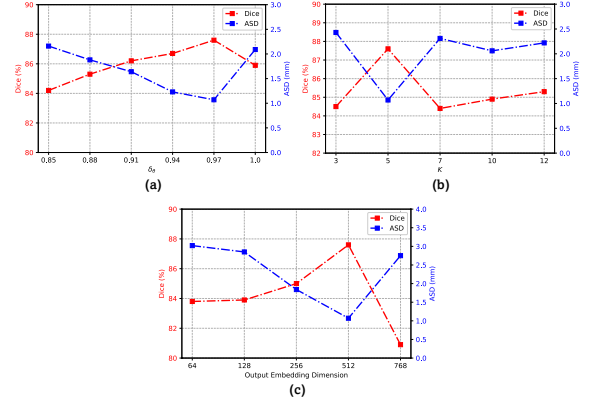 90
88
86
84
82
80
Dice (%)
3.0
2.5
2.0
1.5
1.0
0.5
0.0
ASD (mm)
Dice
ASD
0.85 0.88 0.91 0.94 0.97 1.0
δθ
(a)
90
89
88
87
86
85
84
83
82
Dice (%)
3.0
2.5
2.0
1.5
1.0
0.5
0.0
ASD (mm)
Dice
ASD
3 5 7 10 12
K
(b)
90
88
86
84
82
80
Dice (%)
4.0
3.5
3.0
2.5
2.0
1.5
1.0
0.5
0.0
ASD (mm)
Dice
ASD
64 128 256 512 768
Output Embedding Dimension
(c)